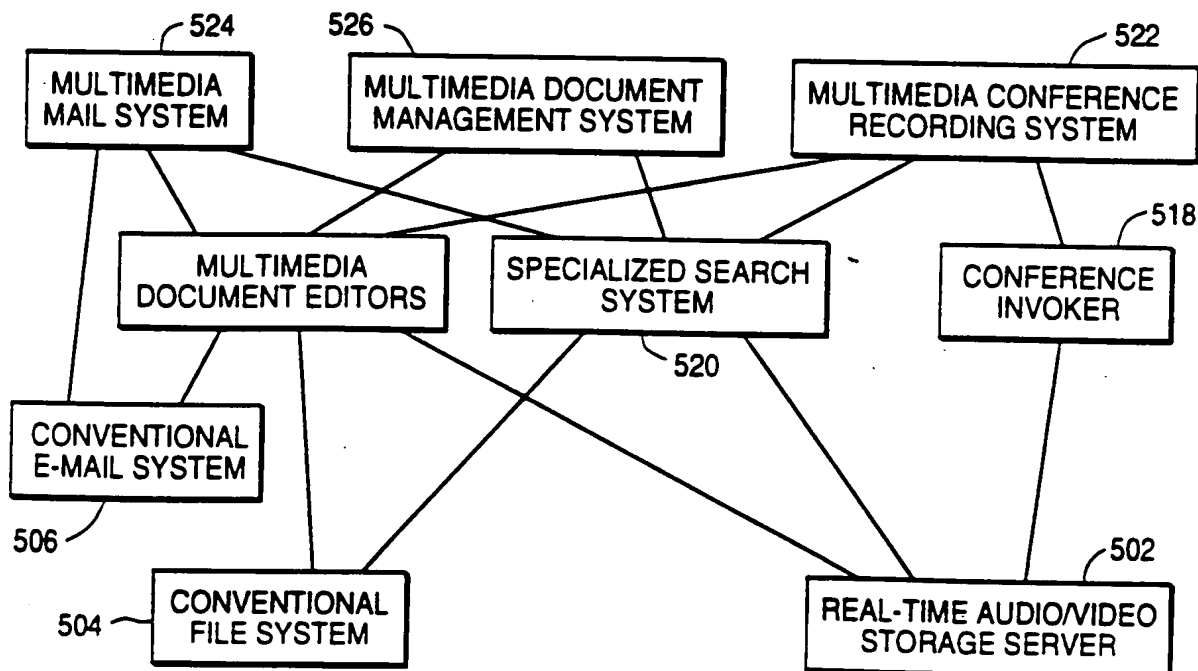 524
526
522
MULTIMEDIA
MAIL SYSTEM
MULTIMEDIA DOCUMENT
MANAGEMENT SYSTEM
MULTIMEDIA CONFERENCE
RECORDING SYSTEM
518
MULTIMEDIA
DOCUMENT EDITORS
SPECIALIZED SEARCH
SYSTEM
CONFERENCE
INVOKER
520
CONVENTIONAL
E-MAIL SYSTEM
506
502
504
CONVENTIONAL
FILE SYSTEM
REAL-TIME AUDIO/VIDEO
STORAGE SERVER